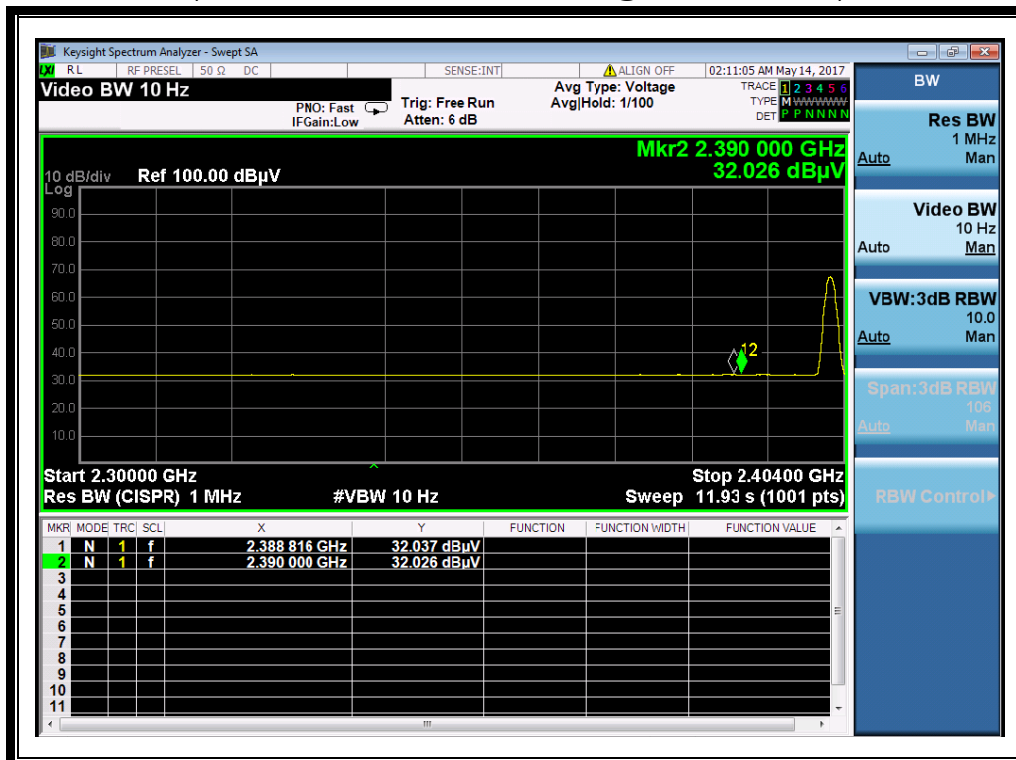 Keysight Spectrum Analyzer - Swept SA
LXI RL RF PRESEL 50 Ω DC SENSE:INT ALIGN OFF 02:11:05 AM May 14, 2017
Video BW 10 Hz
PNO: Fast
IFGain:Low
Trig: Free Run
Atten: 6 dB
Avg Type: Voltage
Avg|Hold: 1/100
TRACE 1 2 3 4 5 6
TYPE M WWWWW
DET P P N N N N
Mkr2 2.390 000 GHz
32.026 dBµV
10 dB/div Ref 100.00 dBµV
Log
90.0
80.0
70.0
60.0
50.0
40.0
30.0
20.0
10.0
12
Start 2.30000 GHz Stop 2.40400 GHz
Res BW (CISPR) 1 MHz #VBW 10 Hz Sweep 11.93 s (1001 pts)
MKR MODE TRC SCL X Y FUNCTION FUNCTION WIDTH FUNCTION VALUE
1 N 1 f 2.388 816 GHz 32.037 dBµV
2 N 1 f 2.390 000 GHz 32.026 dBµV
3
4
5
6
7
8
9
10
11
BW
Res BW
1 MHz
Auto Man
Video BW
10 Hz
Auto Man
VBW:3dB RBW
10.0
Auto Man
Span:3dB RBW
106
Auto Man
RBW Control